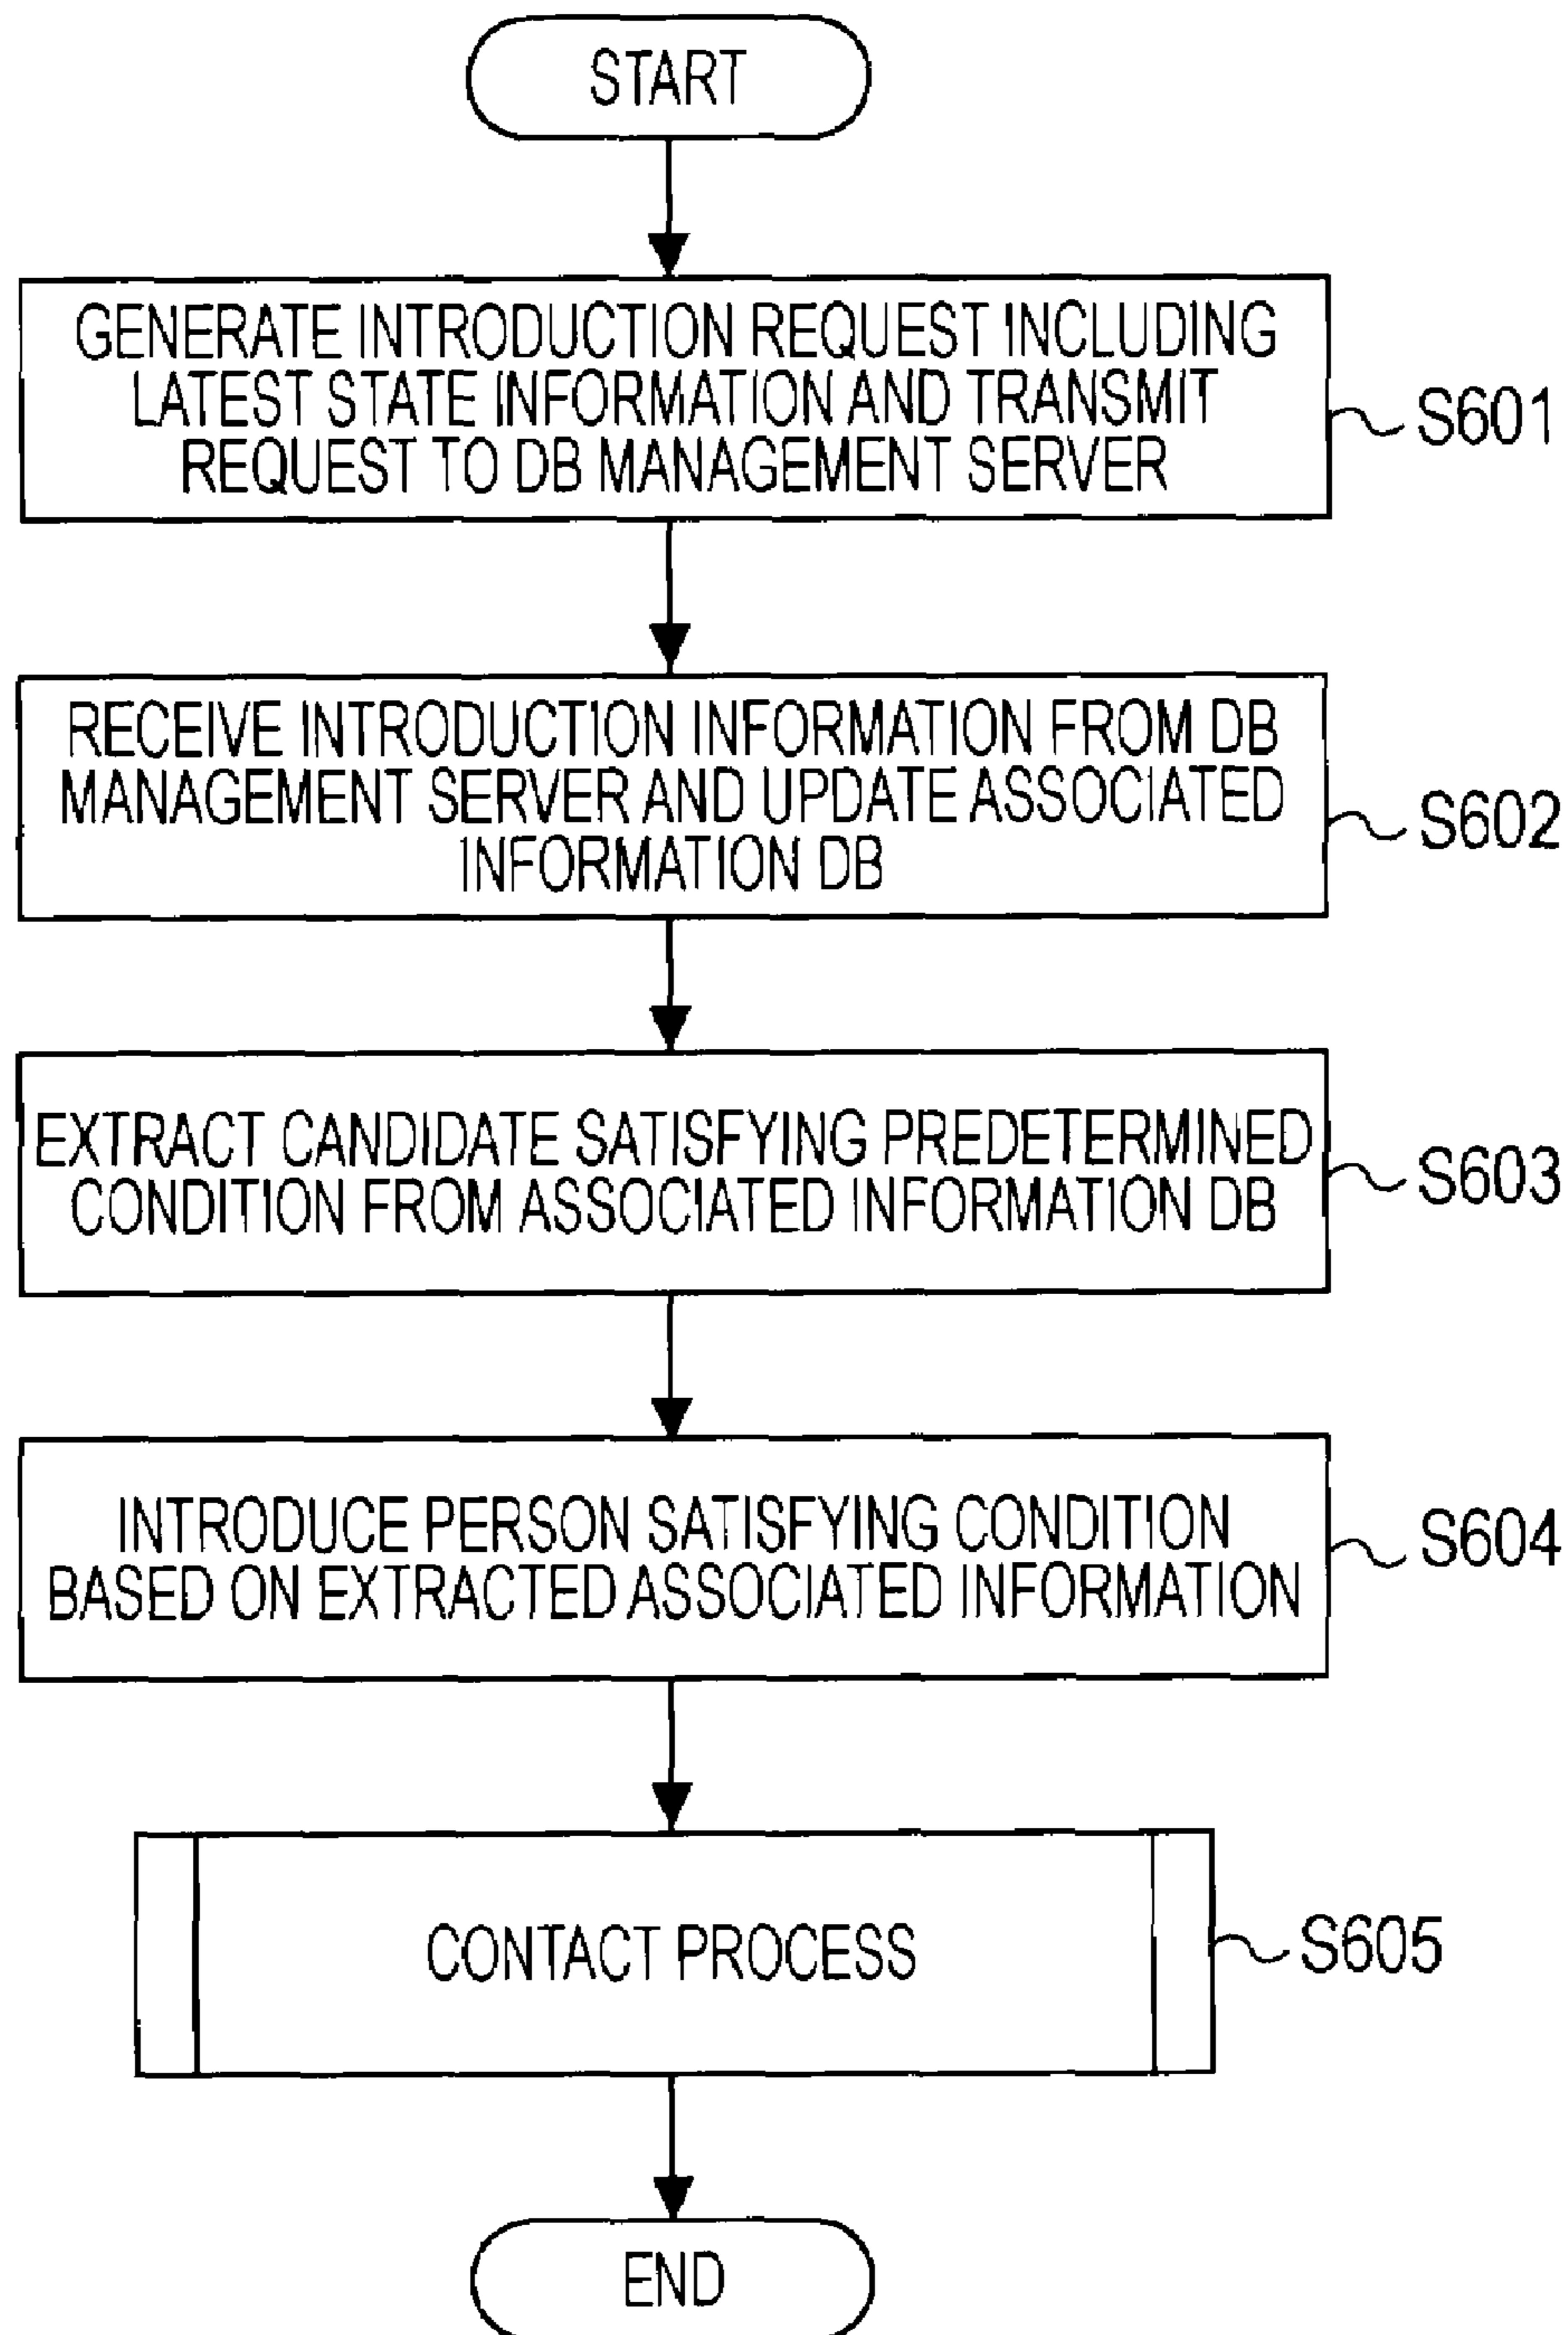 START
GENERATE INTRODUCTION REQUEST INCLUDING
LATEST STATE INFORMATION AND TRANSMIT
REQUEST TO DB MANAGEMENT SERVER
S601
RECEIVE INTRODUCTION INFORMATION FROM DB
MANAGEMENT SERVER AND UPDATE ASSOCIATED
INFORMATION DB
S602
EXTRACT CANDIDATE SATISFYING PREDETERMINED
CONDITION FROM ASSOCIATED INFORMATION DB
S603
INTRODUCE PERSON SATISFYING CONDITION
BASED ON EXTRACTED ASSOCIATED INFORMATION
S604
CONTACT PROCESS
S605
END